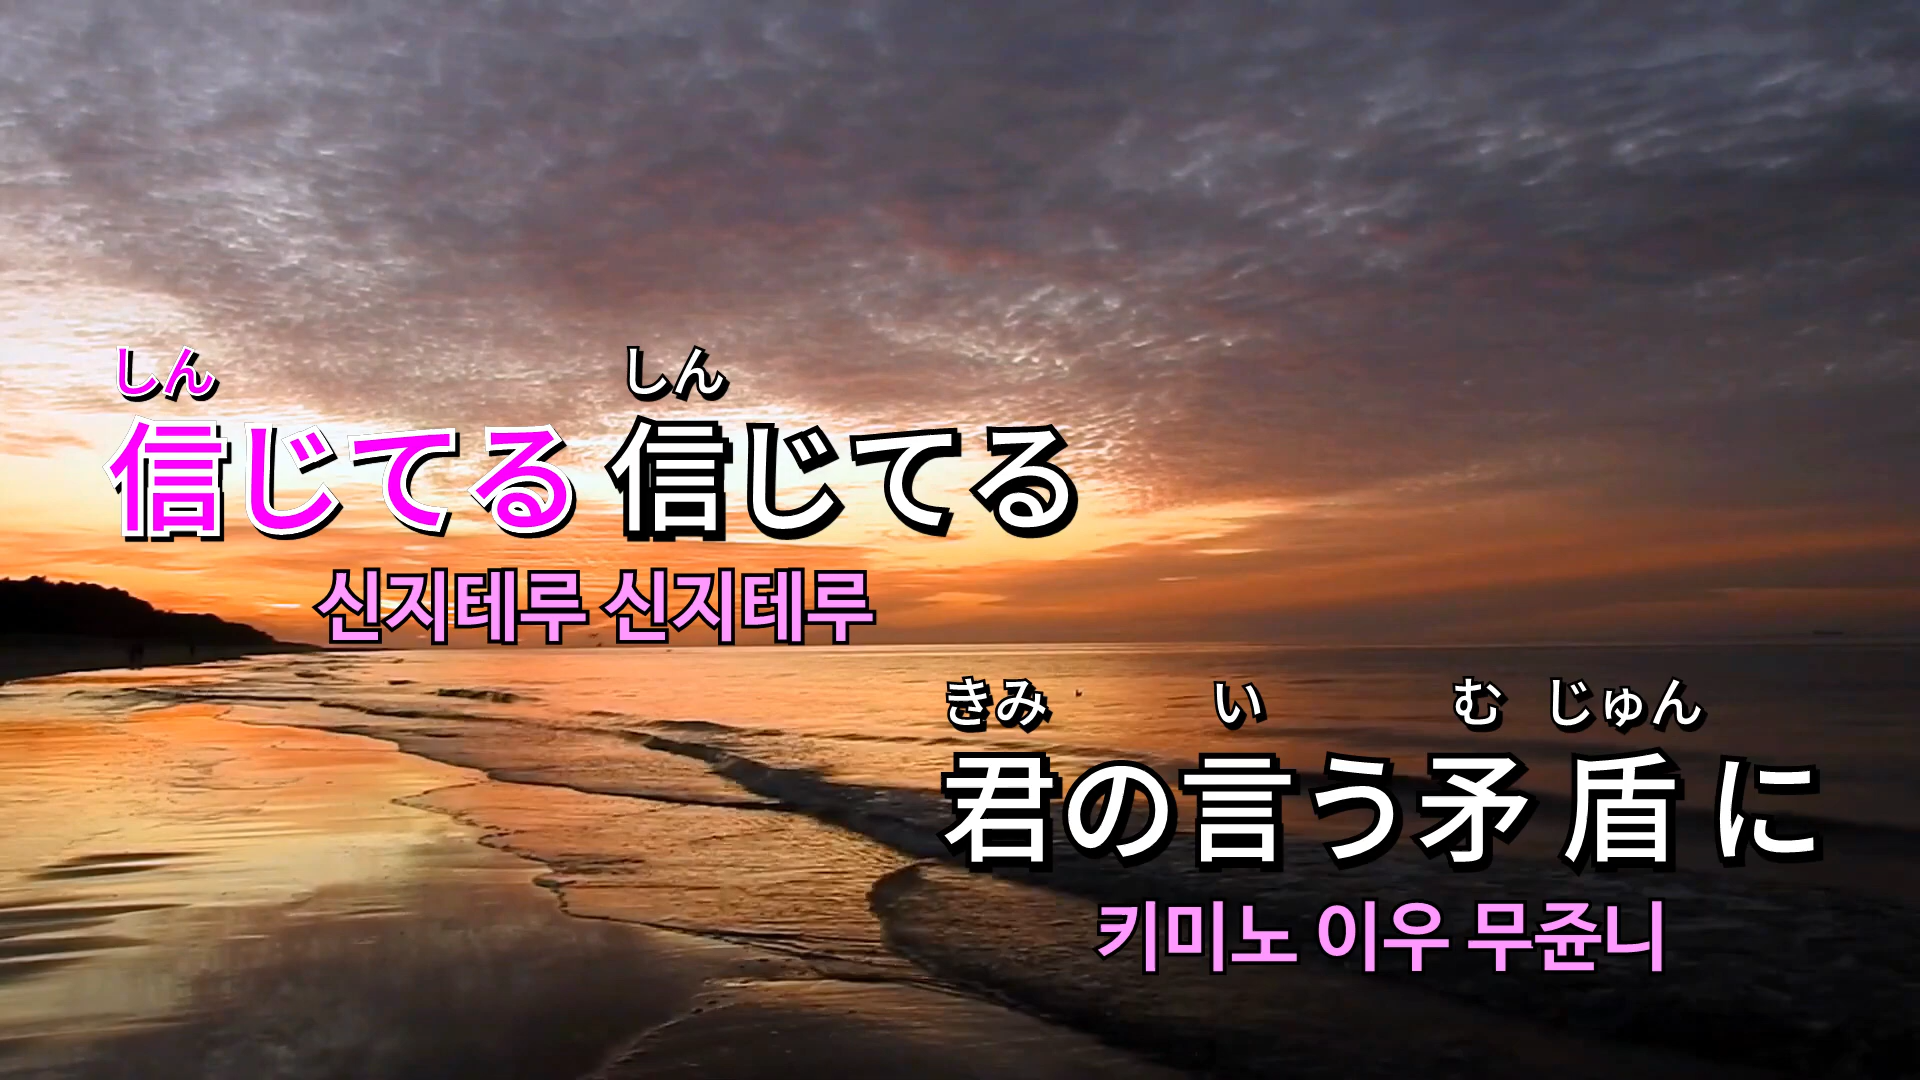 しん しん
信じてる 信じてる
신지테루 신지테루
きみ い む じゅん
君の言う矛盾に
키미노 이우 무쥰니